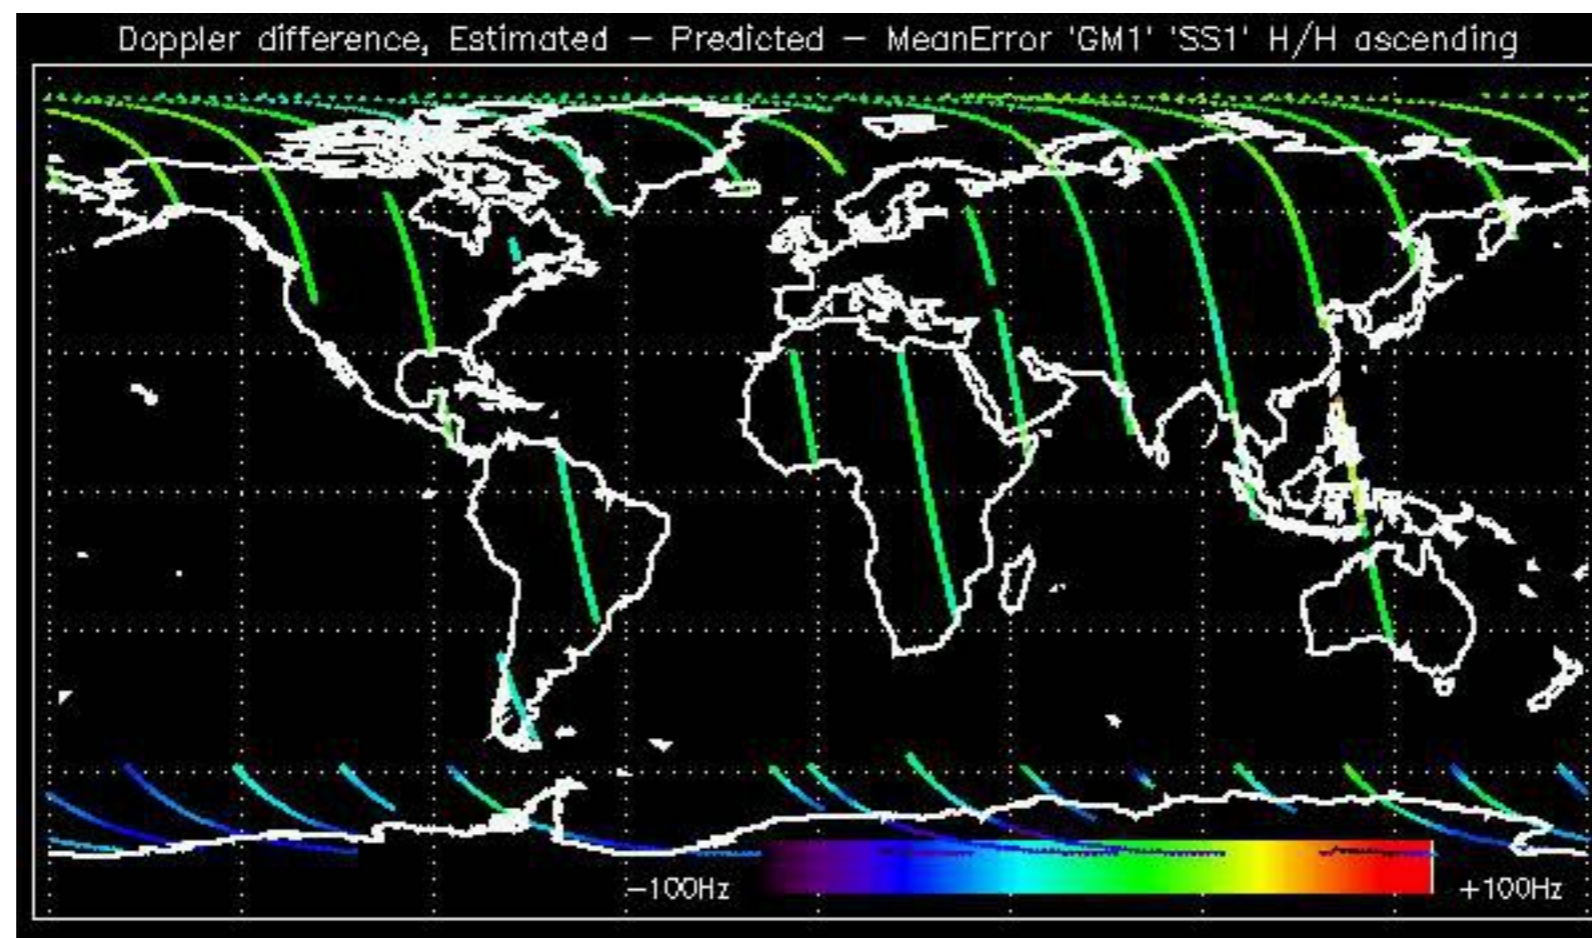 Doppler difference, Estimated − Predicted − MeanError 'GM1' 'SS1' H/H ascending
−100Hz
+100Hz